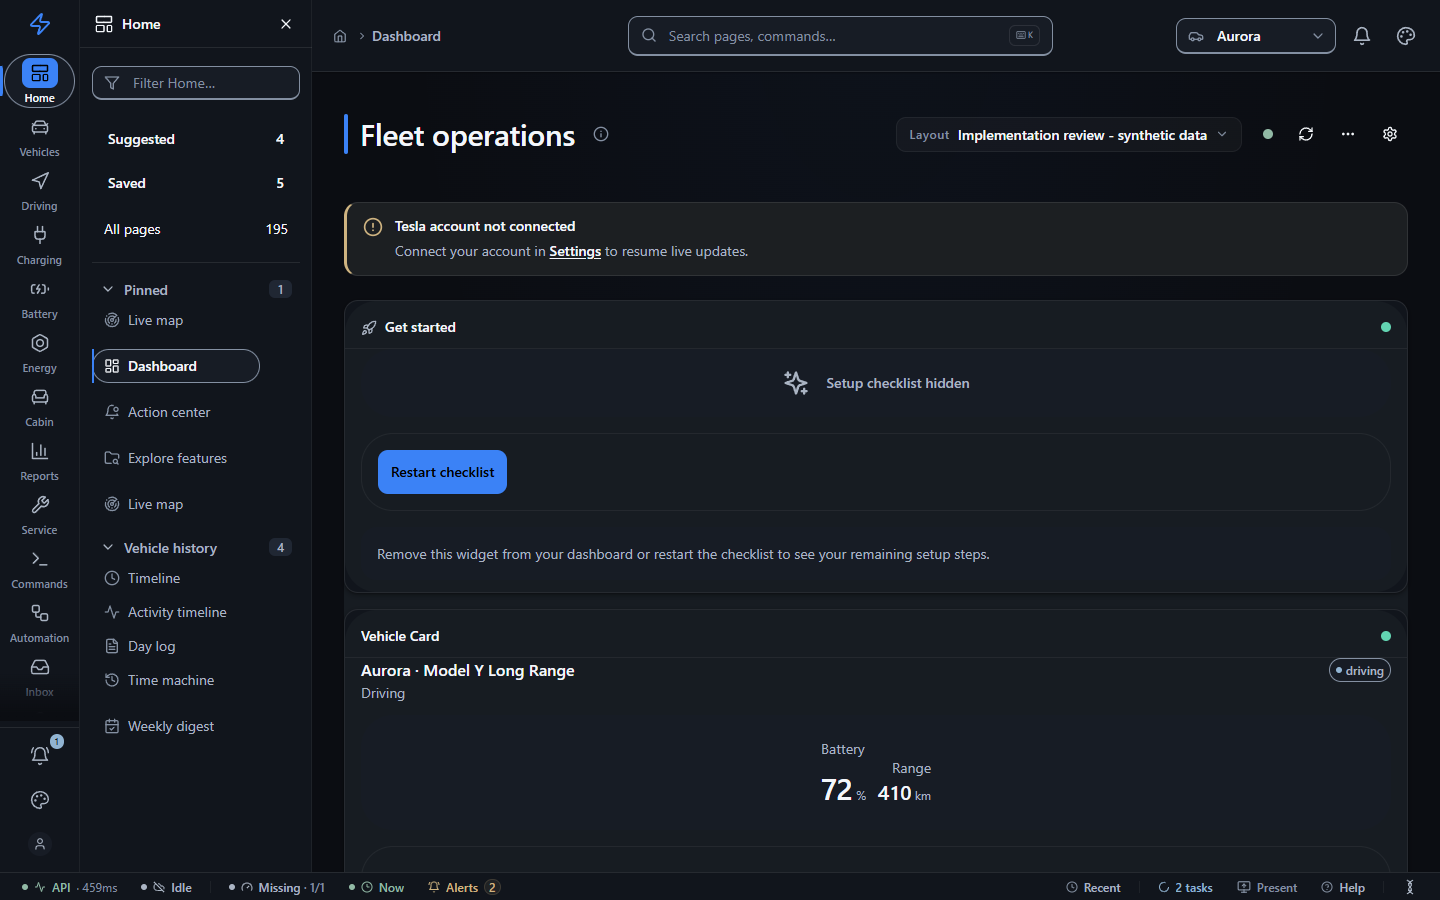 Home
Vehicles
Driving
Charging
Battery
Energy
Cabin
Reports
Service
Commands
Automation
Inbox
1
Home
Filter Home...
Suggested 4
Saved 5
All pages 195
Pinned 1
Live map
Dashboard
Action center
Explore features
Live map
Vehicle history 4
Timeline
Activity timeline
Day log
Time machine
Weekly digest
Dashboard
Search pages, commands...
K
Aurora
Fleet operations
Layout Implementation review - synthetic data
Tesla account not connected
Connect your account in Settings to resume live updates.
Get started
Setup checklist hidden
Restart checklist
Remove this widget from your dashboard or restart the checklist to see your remaining setup steps.
Vehicle Card
Aurora · Model Y Long Range
driving
Driving
Battery
Range
72 %
410 km
API · 459ms
Idle
Missing · 1/1
Now
Alerts 2
Recent
2 tasks
Present
Help